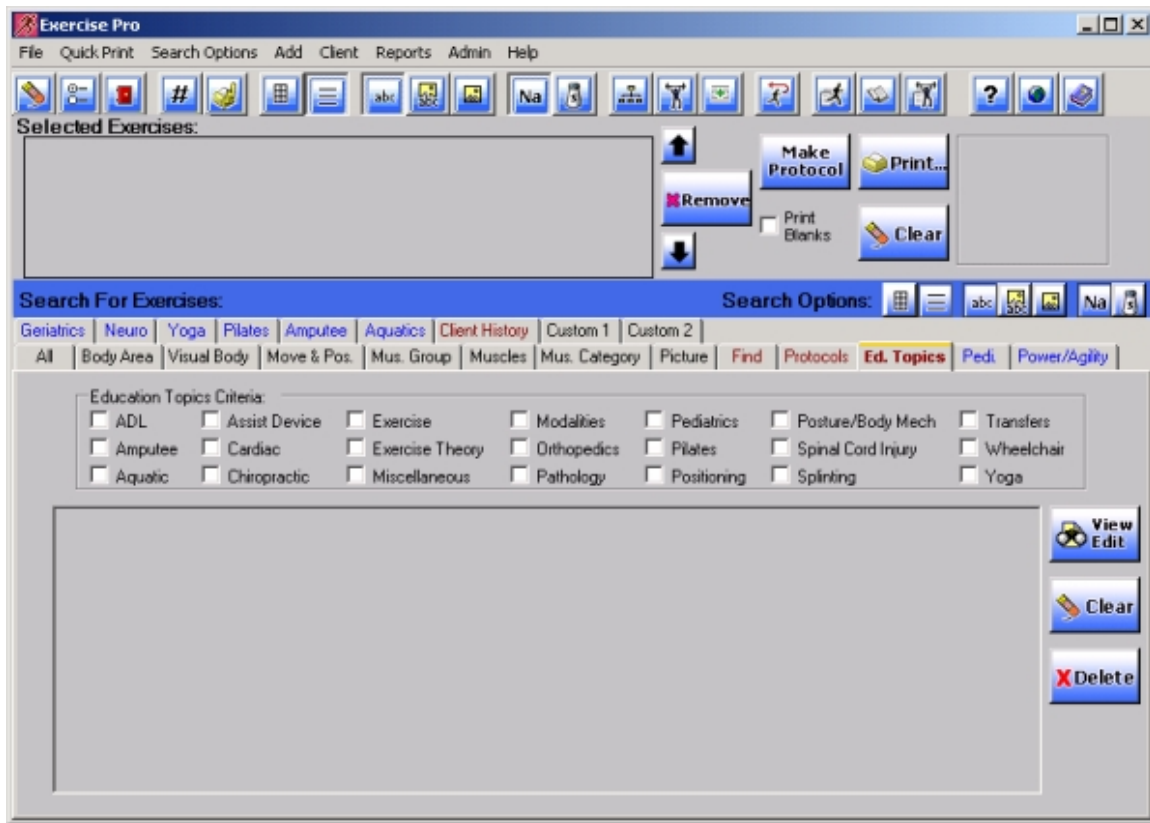 Exercise Pro
File Quick Print Search Options Add Client Reports Admin Help
# abc abc Na ?
Selected Exercises:
Make Protocol
Print...
Remove
Print Blanks
Clear
Search For Exercises: Search Options: abc abc Na
Geriatrics Neuro Yoga Pilates Amputee Aquatics Client History Custom 1 Custom 2
All Body Area Visual Body Move & Pos. Mus. Group Muscles Mus. Category Picture Find Protocols Ed. Topics Pedi. Power/Agility
Education Topics Criteria:
ADL Assist Device Exercise Modalities Pediatrics Posture/Body Mech Transfers
Amputee Cardiac Exercise Theory Orthopedics Pilates Spinal Cord Injury Wheelchair
Aquatic Chiropractic Miscellaneous Pathology Positioning Splinting Yoga
View Edit
Clear
X Delete